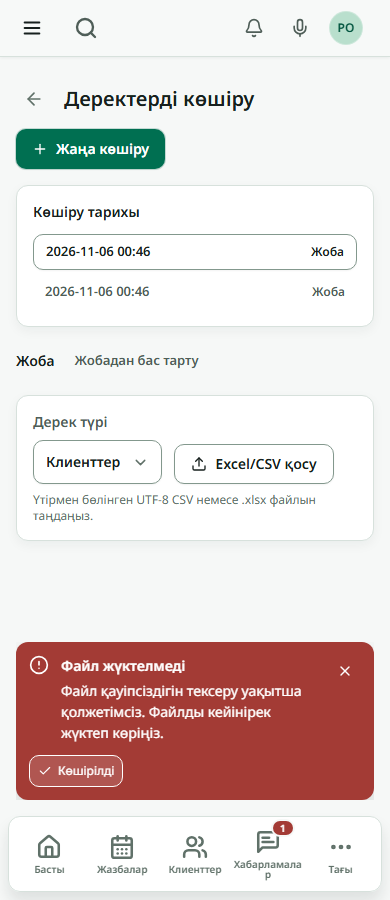 РО
Деректерді көшіру
Жаңа көшіру
Көшіру тарихы
2026-11-06 00:46 Жоба
2026-11-06 00:46 Жоба
Жоба Жобадан бас тарту
Дерек түрі
Клиенттер Excel/CSV қосу
Үтірмен бөлінген UTF-8 CSV немесе .xlsx файлын
таңдаңыз.
Файл жүктелмеді
Файл қауіпсіздігін тексеру уақытша
қолжетімсіз. Файлды кейінірек
жүктеп көріңіз.
Көшірілді
1
Басты Жазбалар Клиенттер Хабарламала
р Тағы